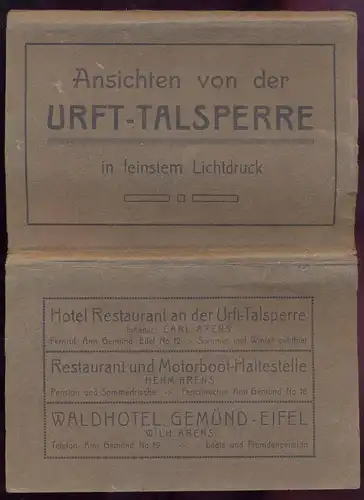 Ansichten von der
URFT-TALSPERRE
in feinstem Lichtdruck
Hotel Restaurant an der Urft-Talsperre
Inhaber: CARL ARENS
Fernruf: Amt Gemünd-Eifel No 12 - Sommer und Winter geöffnet
Restaurant und Motorboot-Haltestelle
HERM. ARENS
Pension und Sommerfrische - Fernsprecher Amt Gemünd No 16
WALDHOTEL GEMÜND-EIFEL
WILH. ARENS
Telefon Amt Gemünd No 19 - Hotel und Fremdenpension